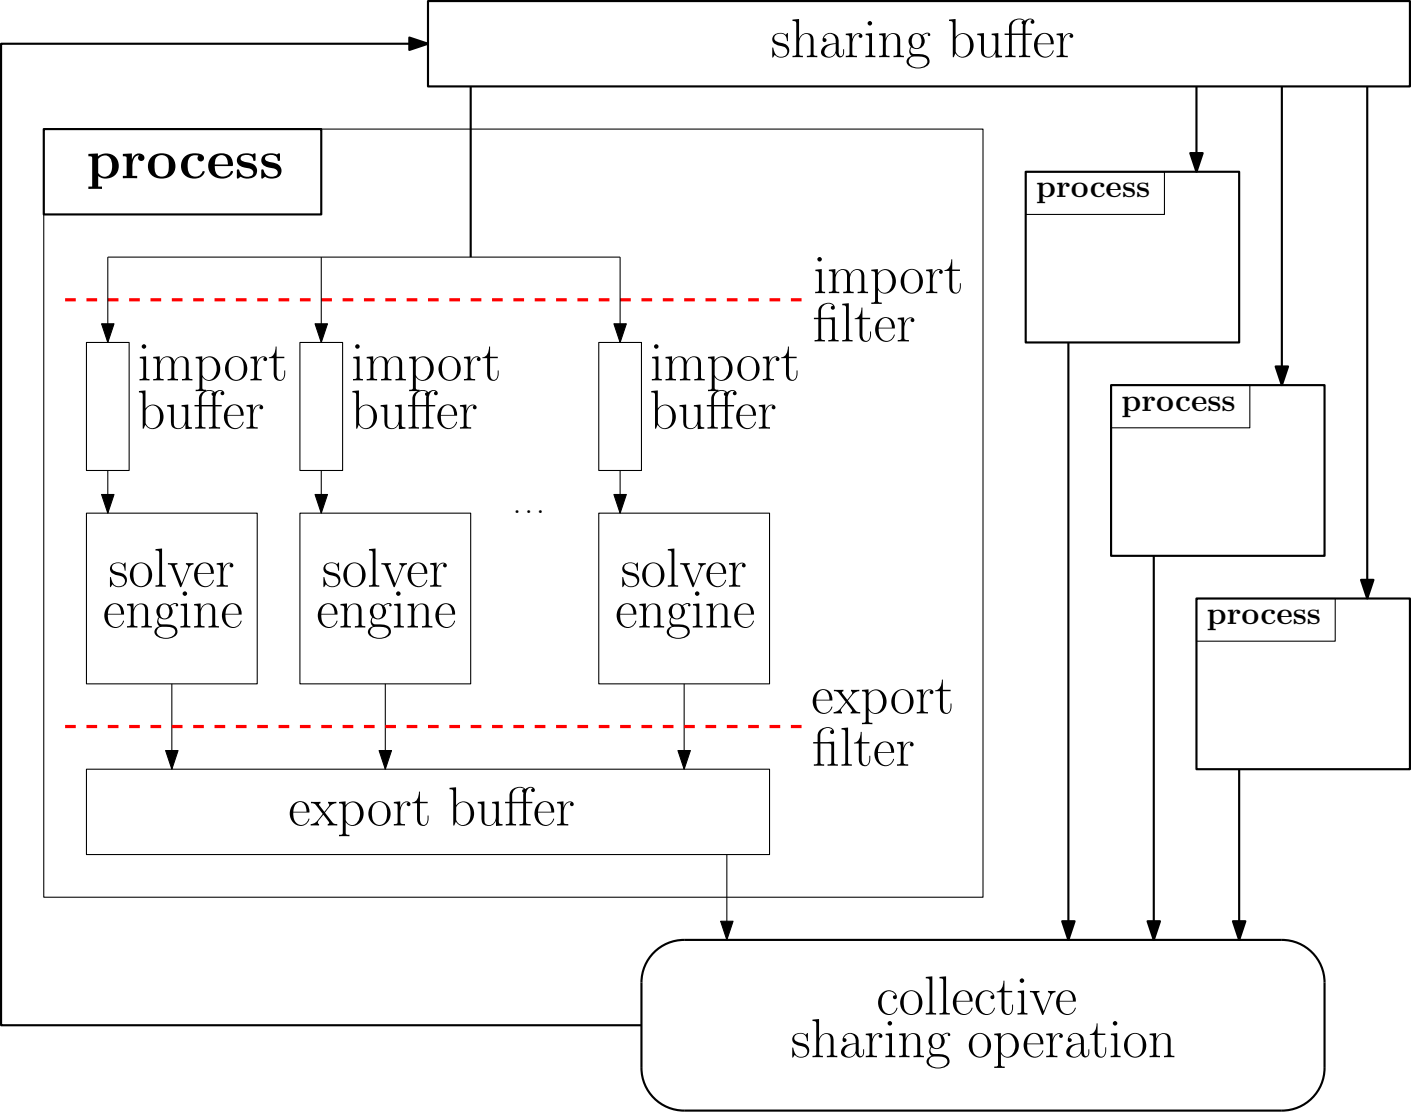 sharing buffer
process
import
filter
import
buffer
import
buffer
import
buffer
...
solver
engine
solver
engine
solver
engine
export
filter
export buffer
process
process
process
collective
sharing operation